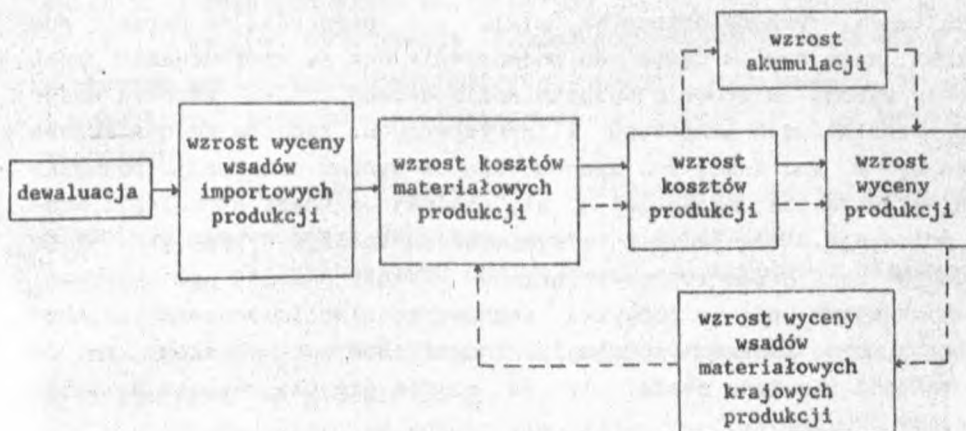 wzrost
akumulacji
dewaluacja
wzrost wyceny
wsadów
importowych
produkcji
wzrost kosztów
materiałowych
produkcji
wzrost
kosztów
produkcji
wzrost
wyceny
produkcji
wzrost wyceny
wsadów
materiałowych
krajowych
produkcji